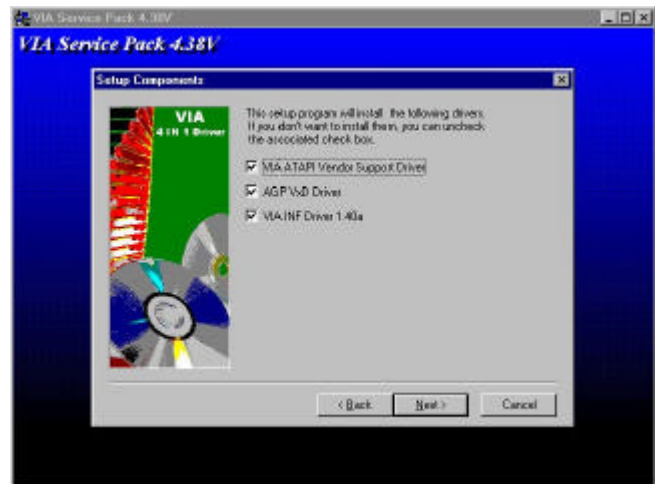 VIA Service Pack 4.38V
VIA Service Pack 4.38V
Setup Components
VIA
4 IN 1 Driver
This setup program will install the following drivers.
If you don't want to install them, you can uncheck
the associated check box.
VIA ATAPI Vendor Support Driver
AGP VxD Driver
VIA INF Driver 1.40a
< Back
Next >
Cancel